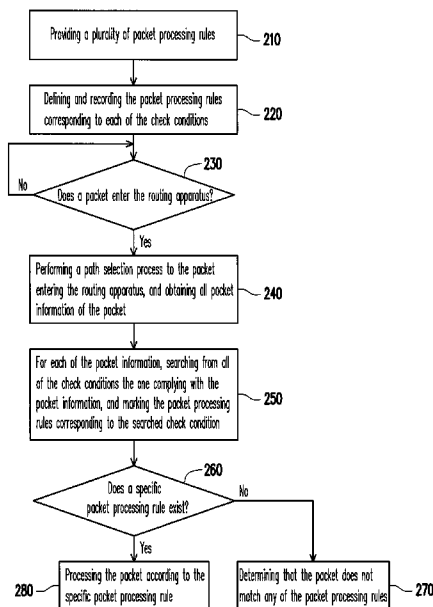 Providing a plurality of packet processing rules
210
Defining and recording the packet processing rules
corresponding to each of the check conditions
220
230
No
Does a packet enter the routing apparatus?
Yes
Performing a path selection process to the packet
entering the routing apparatus, and obtaining all packet
information of the packet
240
For each of the packet information, searching from all
of the check conditions the one complying with the
packet information, and marking the packet processing
rules corresponding to the searched check condition
250
260
Does a specific
packet processing rule exist?
No
Yes
280
Processing the packet according to the
specific packet processing rule
Determining that the packet does not
match any of the packet processing rules
270